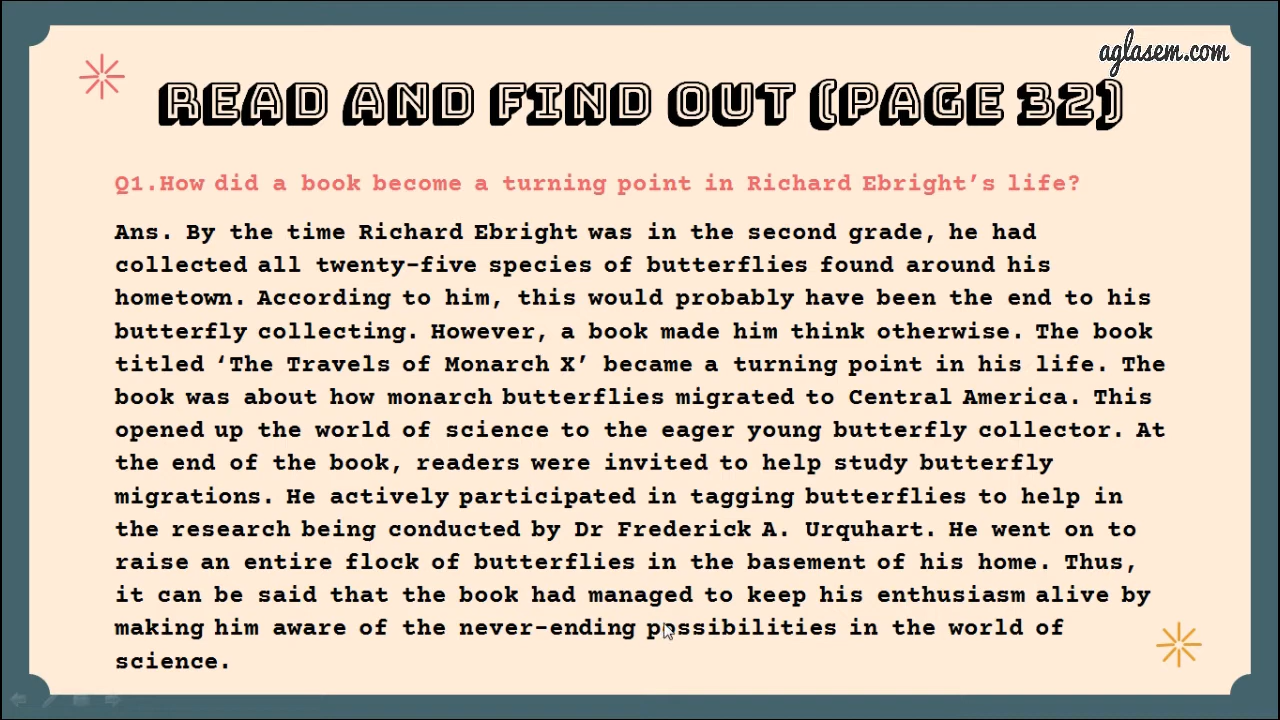 aglasem.com
READ AND FIND OUT (PAGE 32)
Q1.How did a book become a turning point in Richard Ebright’s life?
Ans. By the time Richard Ebright was in the second grade, he had
collected all twenty-five species of butterflies found around his
hometown. According to him, this would probably have been the end to his
butterfly collecting. However, a book made him think otherwise. The book
titled ‘The Travels of Monarch X’ became a turning point in his life. The
book was about how monarch butterflies migrated to Central America. This
opened up the world of science to the eager young butterfly collector. At
the end of the book, readers were invited to help study butterfly
migrations. He actively participated in tagging butterflies to help in
the research being conducted by Dr Frederick A. Urquhart. He went on to
raise an entire flock of butterflies in the basement of his home. Thus,
it can be said that the book had managed to keep his enthusiasm alive by
making him aware of the never-ending possibilities in the world of
science.